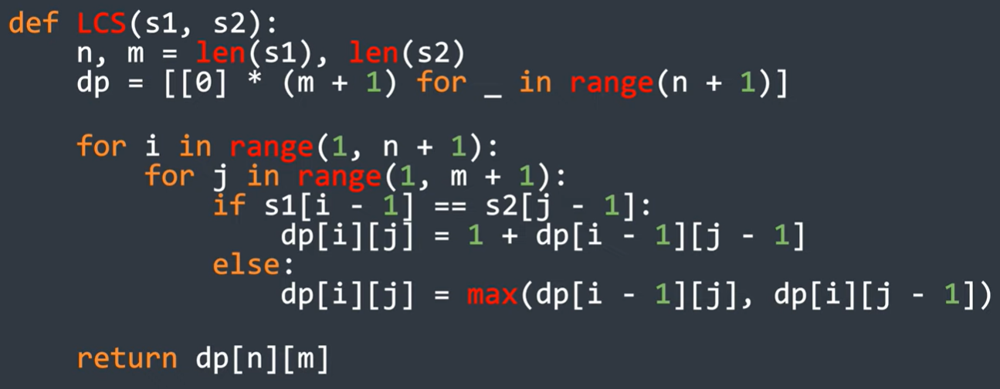 def LCS(s1, s2):
    n, m = len(s1), len(s2)
    dp = [[0] * (m + 1) for _ in range(n + 1)]
    for i in range(1, n + 1):
        for j in range(1, m + 1):
            if s1[i - 1] == s2[j - 1]:
                dp[i][j] = 1 + dp[i - 1][j - 1]
            else:
                dp[i][j] = max(dp[i - 1][j], dp[i][j - 1])
    return dp[n][m]